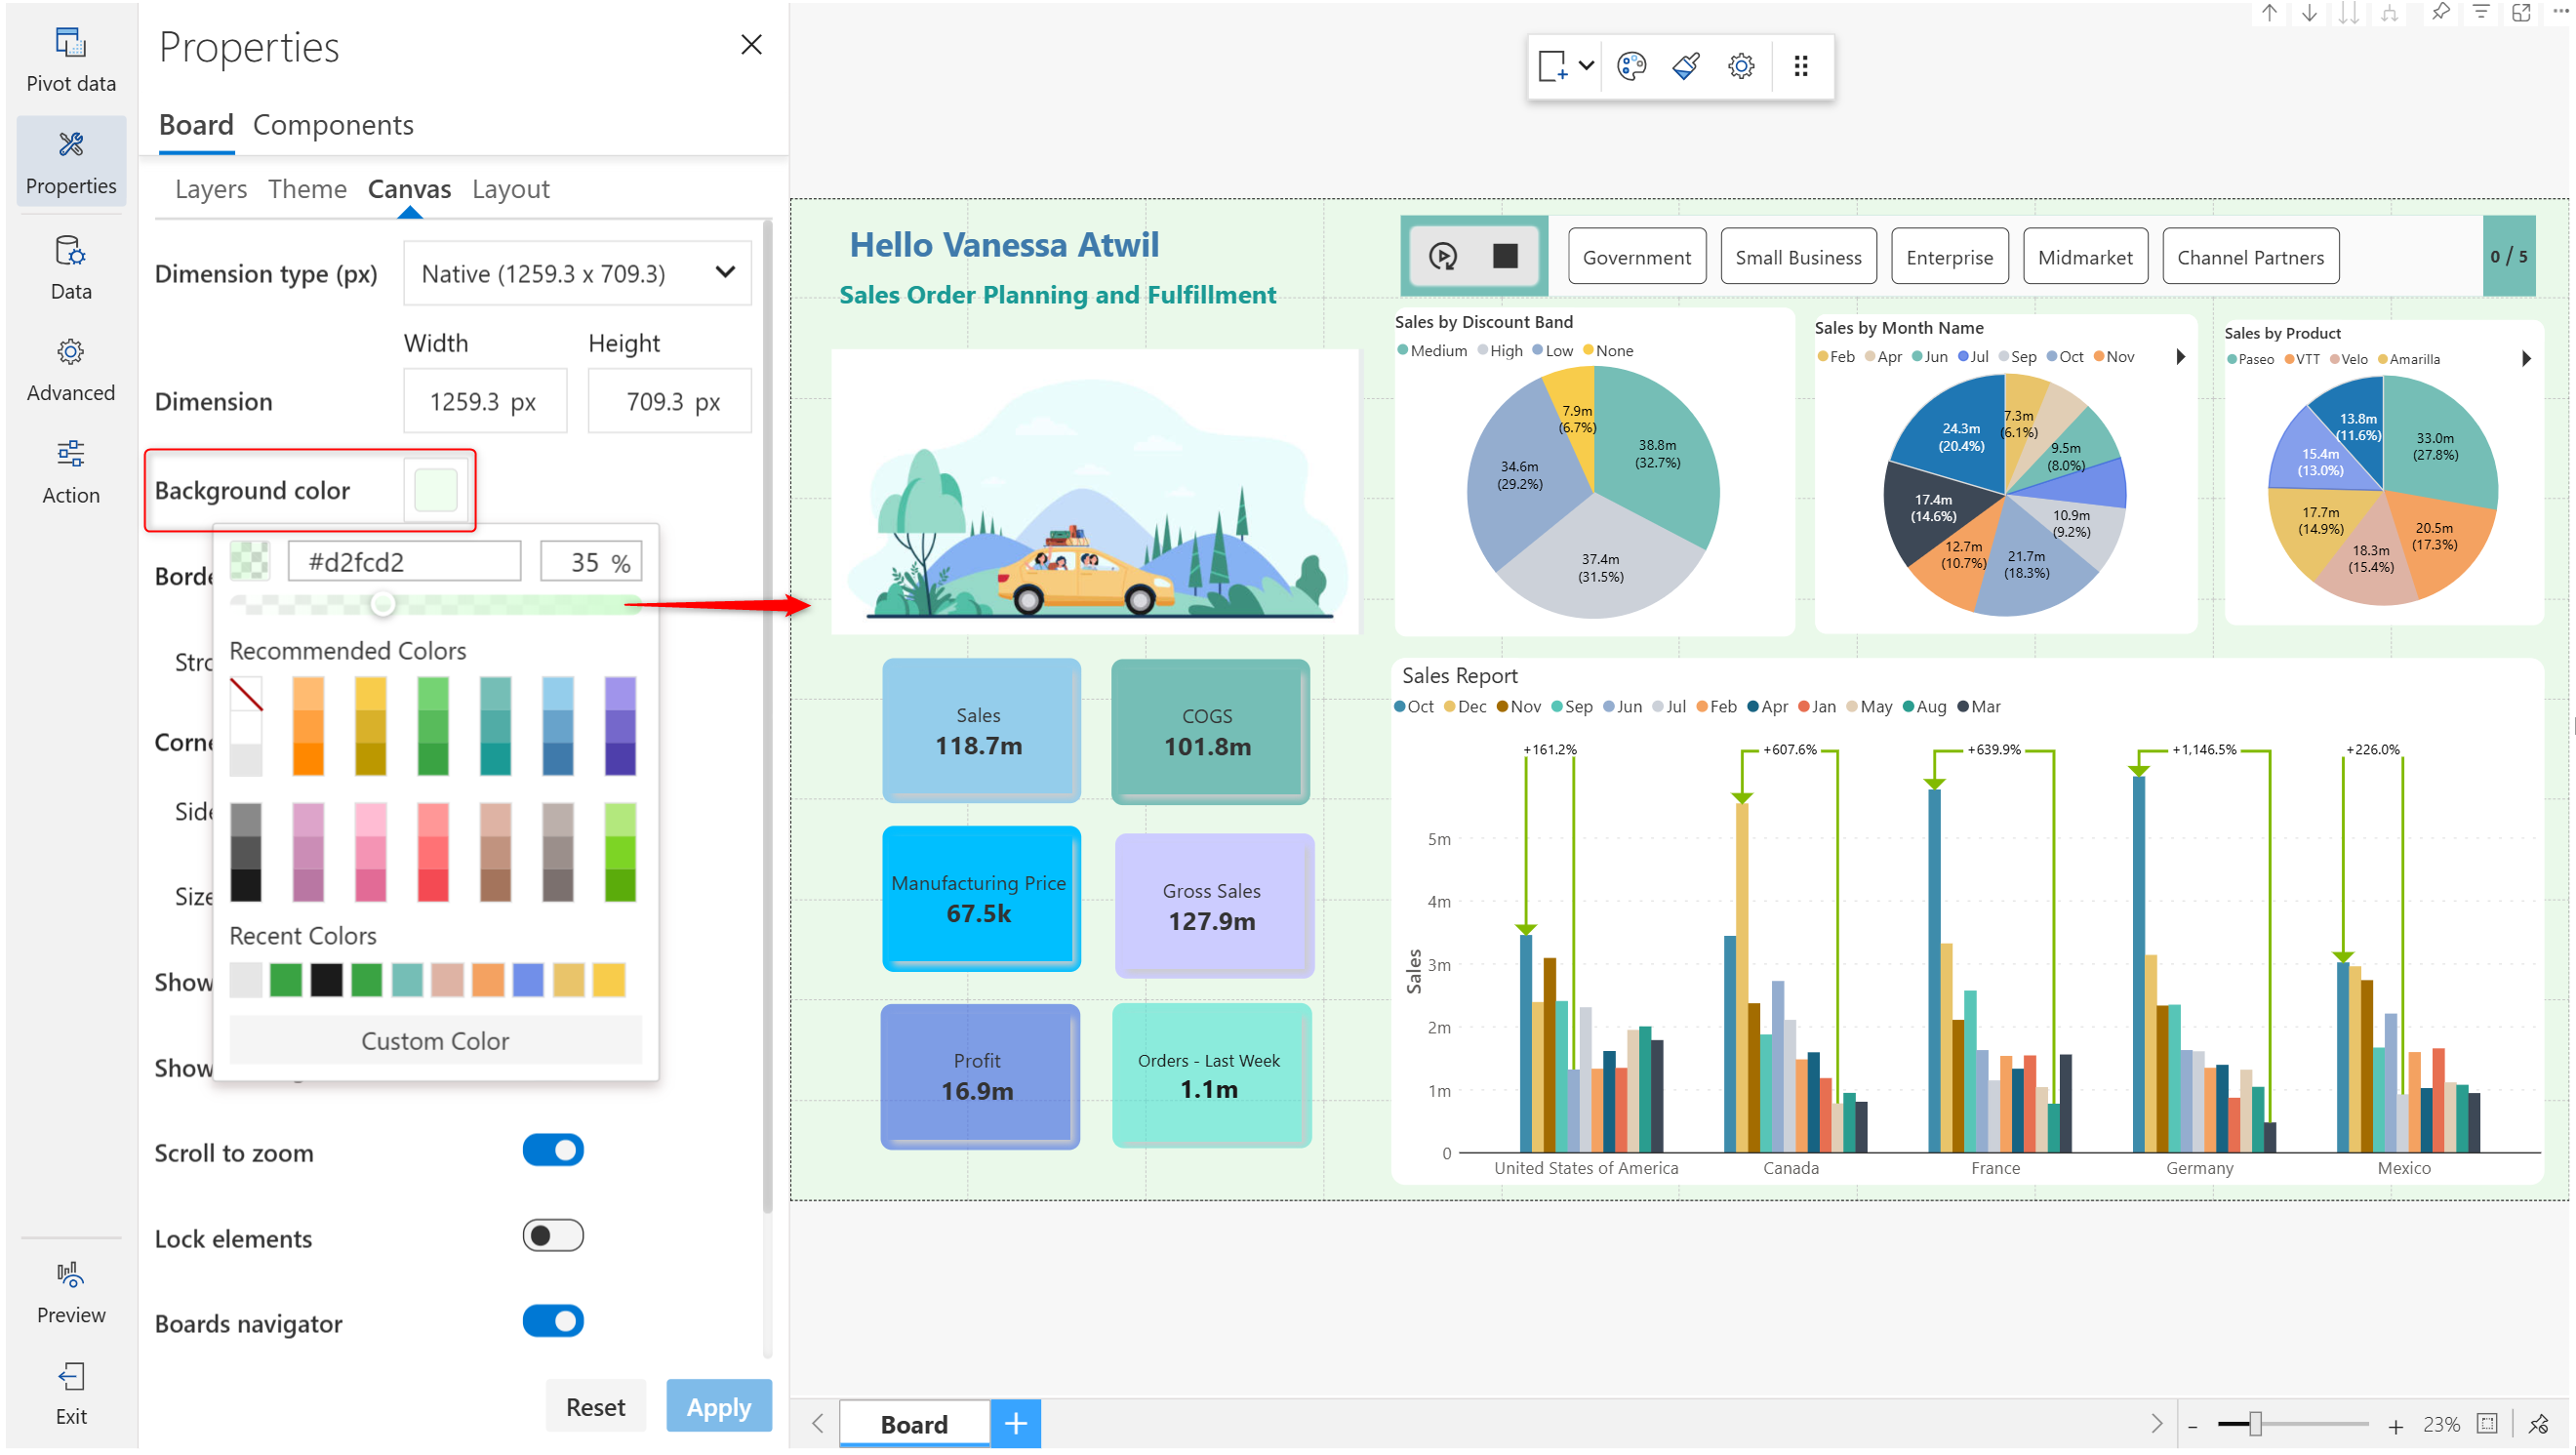 Pivot data
Properties
Data
Advanced
Action
Preview
Exit
Properties
Board Components
Layers Theme Canvas Layout
Dimension type (px) Native (1259.3 x 709.3)
Width Height
Dimension 1259.3 px 709.3 px
Background color
#d2fcd2 35 %
Borde
Recommended Colors
Stro
Corne
Side
Size
Recent Colors
Show
Custom Color
Show
Scroll to zoom
Lock elements
Boards navigator
Reset Apply
Hello Vanessa Atwil
Sales Order Planning and Fulfillment
Government Small Business Enterprise Midmarket Channel Partners 0 / 5
Sales by Discount Band
Medium High Low None
7.9m
(6.7%)
38.8m
(32.7%)
34.6m
(29.2%)
37.4m
(31.5%)
Sales by Month Name
Feb Apr Jun Jul Sep Oct Nov
7.3m
(6.1%)
24.3m
(20.4%)
9.5m
(8.0%)
17.4m
(14.6%)
10.9m
(9.2%)
12.7m
(10.7%)
21.7m
(18.3%)
Sales by Product
Paseo VTT Velo Amarilla
13.8m
(11.6%)
33.0m
(27.8%)
15.4m
(13.0%)
17.7m
(14.9%)
20.5m
(17.3%)
18.3m
(15.4%)
Sales
118.7m
COGS
101.8m
Manufacturing Price
67.5k
Gross Sales
127.9m
Profit
16.9m
Orders - Last Week
1.1m
Sales Report
Oct Dec Nov Sep Jun Jul Feb Apr Jan May Aug Mar
+161.2% +607.6% +639.9% +1,146.5% +226.0%
5m
4m
3m
2m
1m
0
Sales
United States of America Canada France Germany Mexico
Board +
- + 23%